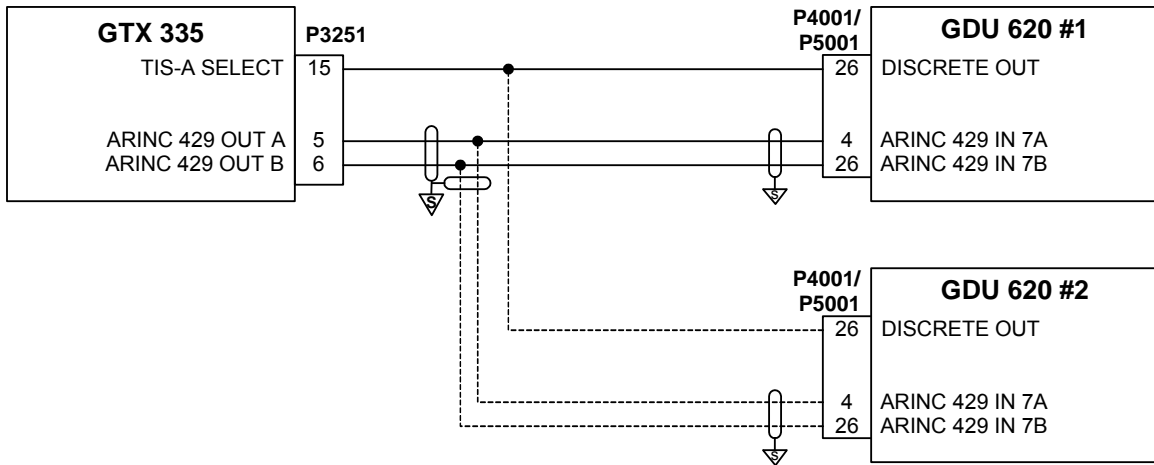 GTX 335
P3251
TIS-A SELECT 15
ARINC 429 OUT A 5
ARINC 429 OUT B 6
S
P4001/
P5001
GDU 620 #1
26 DISCRETE OUT
4 ARINC 429 IN 7A
26 ARINC 429 IN 7B
S
P4001/
P5001
GDU 620 #2
26 DISCRETE OUT
4 ARINC 429 IN 7A
26 ARINC 429 IN 7B
S